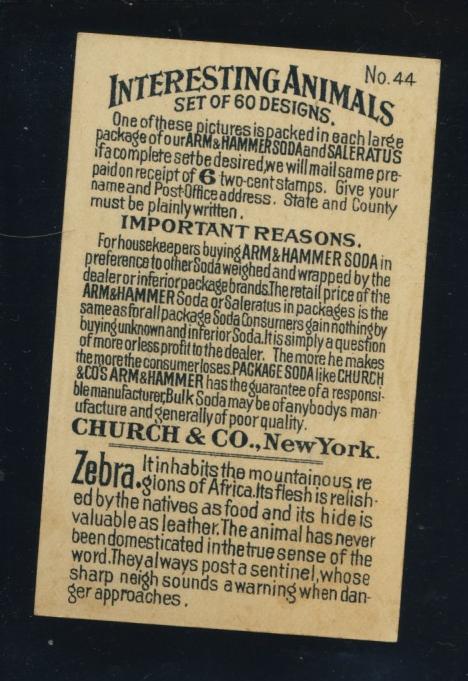 No. 44
INTERESTING ANIMALS
SET OF 60 DESIGNS.
One of these pictures is packed in each large
package of our ARM & HAMMER SODA and SALERATUS
if a complete set be desired, we will mail same pre-
paid on receipt of 6 two-cent stamps. Give your
name and Post-Office address. State and County
must be plainly written.
IMPORTANT REASONS.
For housekeepers buying ARM & HAMMER SODA in
preference to other Soda weighed and wrapped by the
dealer or inferior package brands. The retail price of the
ARM & HAMMER Soda or Saleratus in packages is the
same as for all package Soda Consumers gain nothing by
buying unknown and inferior Soda. It is simply a question
of more or less profit to the dealer. The more he makes
the more the consumer loses. PACKAGE SODA like CHURCH
& CO'S ARM & HAMMER has the guarantee of a responsi-
ble manufacturer, Bulk Soda may be of anybodys man-
ufacture and generally of poor quality.
CHURCH & CO., New York.
Zebra. It inhabits the mountainous re
gions of Africa. Its flesh is relish-
ed by the natives as food and its hide is
valuable as leather. The animal has never
been domesticated in the true sense of the
word. They always post a sentinel, whose
sharp neigh sounds a warning when dan-
ger approaches.